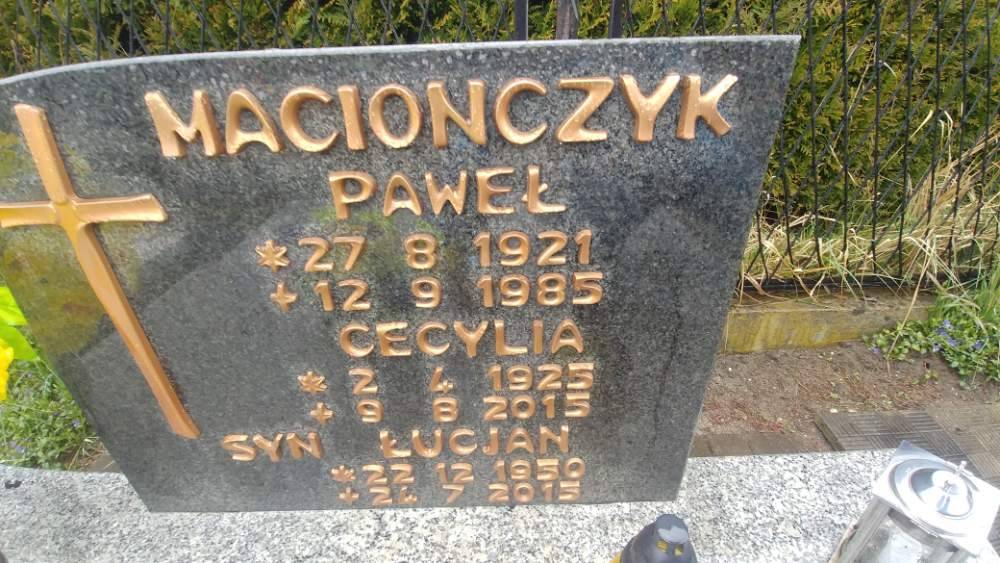 MACIOŃCZYK
PAWEŁ
* 27 8 1921
+ 12 9 1985
CECYLIA
* 2 4 1925
+ 9 8 2015
SYN ŁUCJAN
* 22 12 1950
+ 24 7 2015